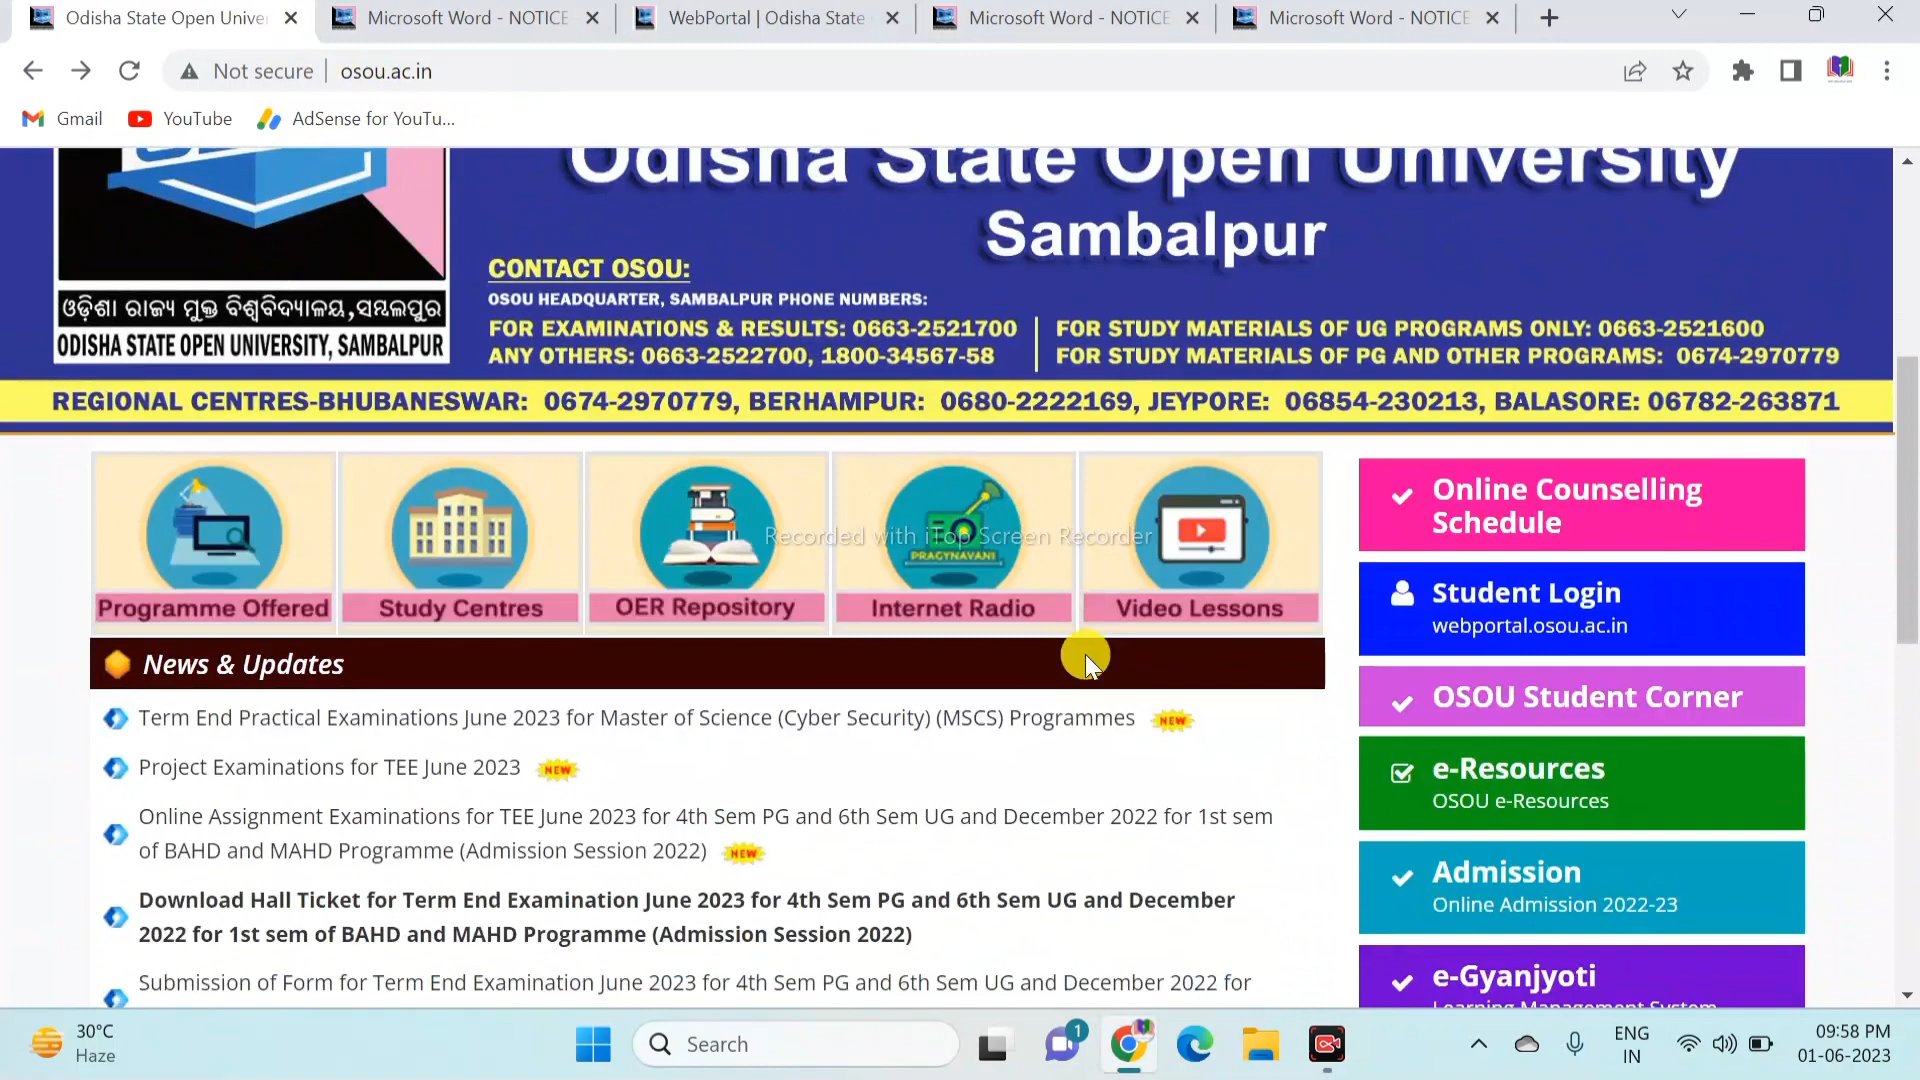 Odisha State Open Unive
Microsoft Word - NOTICE
WebPortal | Odisha State
Microsoft Word - NOTICE
Microsoft Word - NOTICE
Not secure
osou.ac.in
Gmail
YouTube
AdSense for YouTu...
Odisha State Open University
Sambalpur
CONTACT OSOU:
OSOU HEADQUARTER, SAMBALPUR PHONE NUMBERS:
FOR EXAMINATIONS & RESULTS: 0663-2521700
ANY OTHERS: 0663-2522700, 1800-34567-58
FOR STUDY MATERIALS OF UG PROGRAMS ONLY: 0663-2521600
FOR STUDY MATERIALS OF PG AND OTHER PROGRAMS: 0674-2970779
ଓଡ଼ିଶା ରାଜ୍ୟ ମୁକ୍ତ ବିଶ୍ୱବିଦ୍ୟାଳୟ,ସମ୍ବଲପୁର
ODISHA STATE OPEN UNIVERSITY, SAMBALPUR
REGIONAL CENTRES-BHUBANESWAR: 0674-2970779, BERHAMPUR: 0680-2222169, JEYPORE: 06854-230213, BALASORE: 06782-263871
PRAGYNAVANI
Recorded with iTop Screen Recorder
Programme Offered
Study Centres
OER Repository
Internet Radio
Video Lessons
News & Updates
Term End Practical Examinations June 2023 for Master of Science (Cyber Security) (MSCS) Programmes NEW
Project Examinations for TEE June 2023 NEW
Online Assignment Examinations for TEE June 2023 for 4th Sem PG and 6th Sem UG and December 2022 for 1st sem
of BAHD and MAHD Programme (Admission Session 2022) NEW
Download Hall Ticket for Term End Examination June 2023 for 4th Sem PG and 6th Sem UG and December
2022 for 1st sem of BAHD and MAHD Programme (Admission Session 2022)
Submission of Form for Term End Examination June 2023 for 4th Sem PG and 6th Sem UG and December 2022 for
Online Counselling
Schedule
Student Login
webportal.osou.ac.in
OSOU Student Corner
e-Resources
OSOU e-Resources
Admission
Online Admission 2022-23
e-Gyanjyoti
Learning Management System
30°C
Haze
Search
1
ENG
IN
09:58 PM
01-06-2023